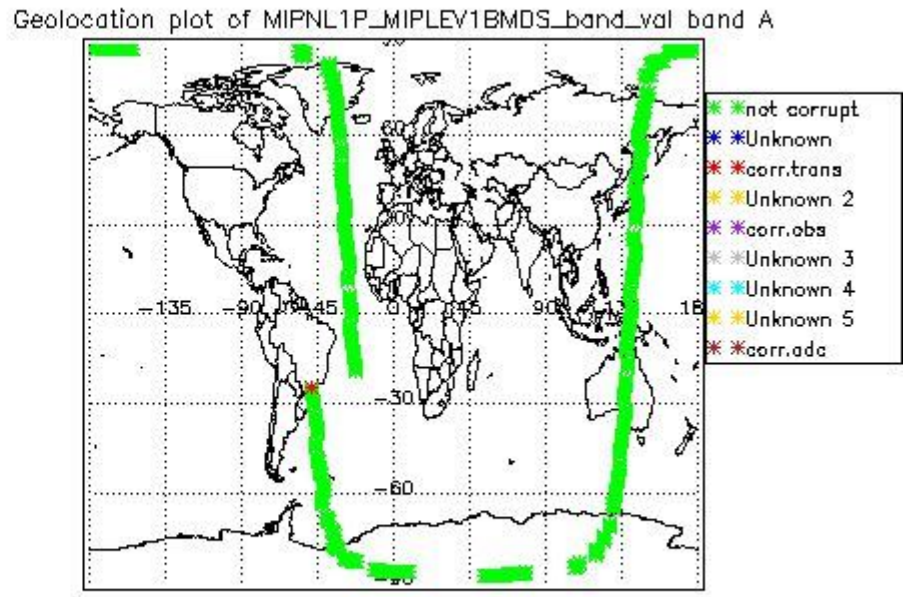 Geolocation plot of MIPNL1P_MIPLEV1BMDS_band_val band A
not corrupt
Unknown
corr.trans
Unknown 2
corr.obs
Unknown 3
Unknown 4
Unknown 5
corr.adc
60
-135 -90 -45 0 45 90
-30
-60